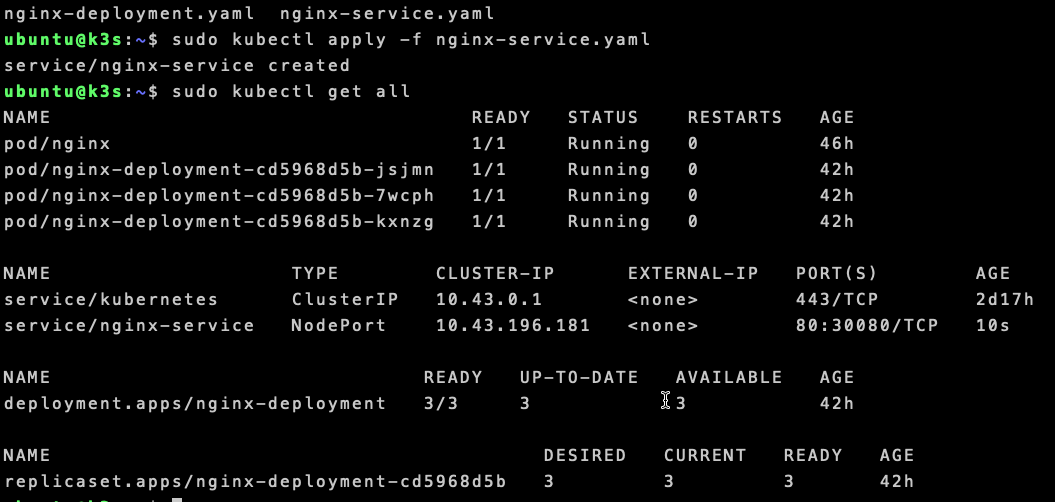 nginx-deployment.yaml  nginx-service.yaml
ubuntu@k3s:~$ sudo kubectl apply -f nginx-service.yaml
service/nginx-service created
ubuntu@k3s:~$ sudo kubectl get all
NAME                                   READY   STATUS    RESTARTS   AGE
pod/nginx                              1/1     Running   0          46h
pod/nginx-deployment-cd5968d5b-jsjmn   1/1     Running   0          42h
pod/nginx-deployment-cd5968d5b-7wcph   1/1     Running   0          42h
pod/nginx-deployment-cd5968d5b-kxnzg   1/1     Running   0          42h
NAME                    TYPE        CLUSTER-IP      EXTERNAL-IP   PORT(S)        AGE
service/kubernetes      ClusterIP   10.43.0.1       <none>        443/TCP        2d17h
service/nginx-service   NodePort    10.43.196.181   <none>        80:30080/TCP   10s
NAME                               READY   UP-TO-DATE   AVAILABLE   AGE
deployment.apps/nginx-deployment   3/3     3            3           42h
NAME                                         DESIRED   CURRENT   READY   AGE
replicaset.apps/nginx-deployment-cd5968d5b   3         3         3       42h